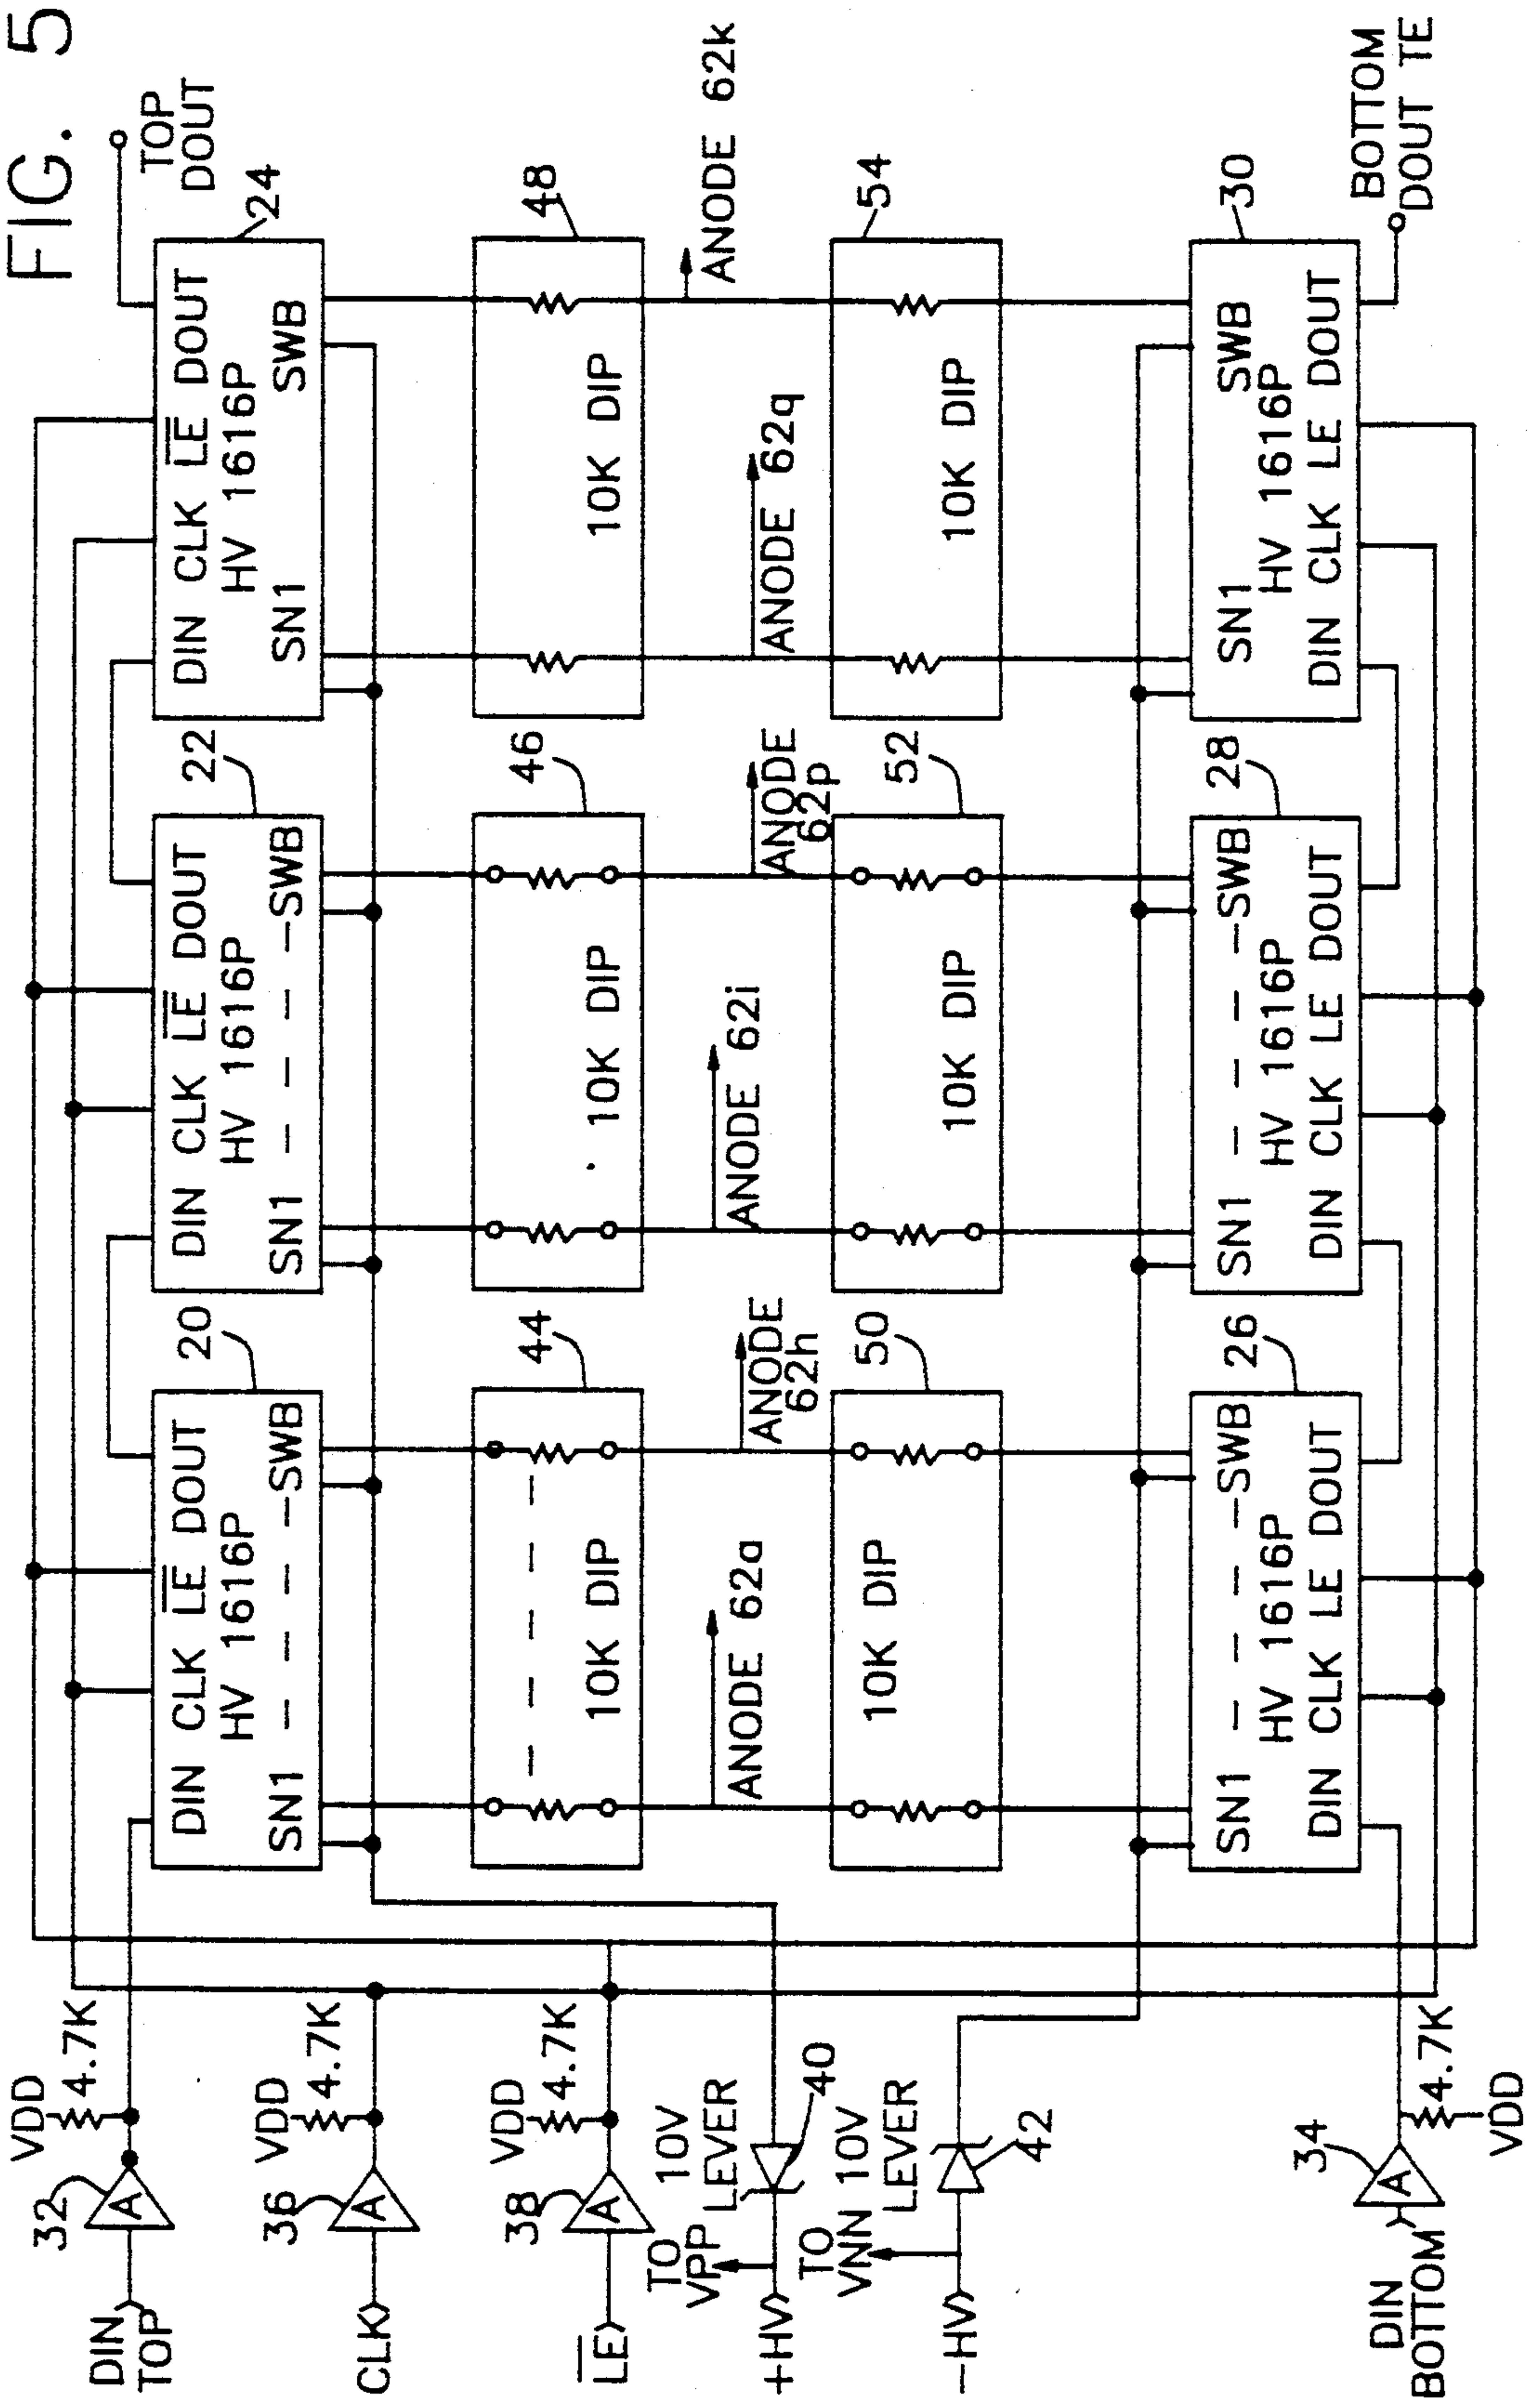 FIG. 5
TOP
DOUT
DIN
TOP
32
A
VDD
4.7K
CLK
36
A
VDD
4.7K
LE
38
A
VDD
4.7K
TO
VPP
10V
LEVER
+HV
40
TO
VNN
10V
LEVER
-HV
42
DIN
BOTTOM
34
A
4.7K
VDD
20
DIN CLK LE DOUT
HV 1616P
SN1 – – – – –SWB
22
DIN CLK LE DOUT
HV 1616P
SN1 – – – – –SWB
24
DIN CLK LE DOUT
HV 1616P
SN1 SWB
44
10K DIP
46
10K DIP
48
10K DIP
ANODE 62a
ANODE
62h
ANODE 62i
ANODE
62p
ANODE 62q
ANODE 62k
50
10K DIP
52
10K DIP
54
10K DIP
26
SN1 – – – – –SWB
HV 1616P
DIN CLK LE DOUT
28
SN1 – – – – –SWB
HV 1616P
DIN CLK LE DOUT
30
SN1 SWB
HV 1616P
DIN CLK LE DOUT
BOTTOM
DOUT TE